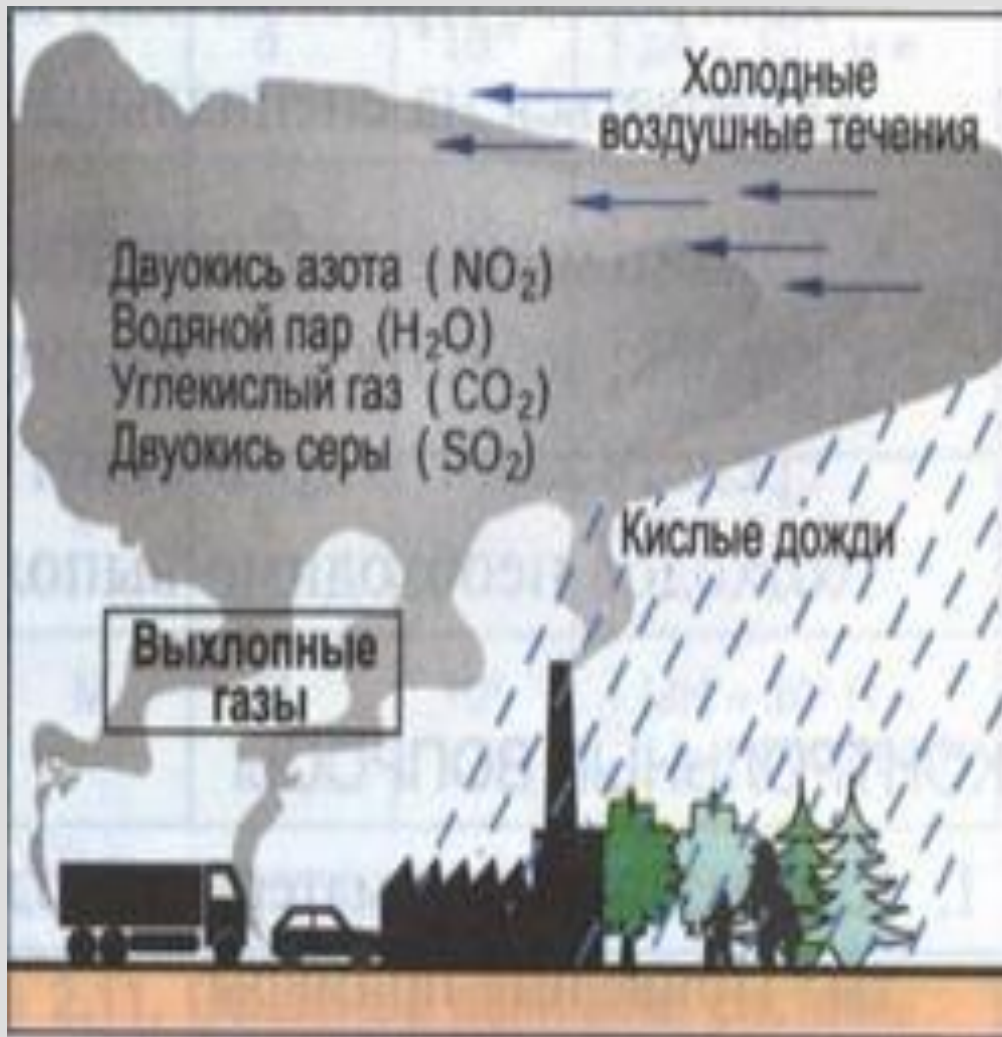 Холодные
воздушные течения
Двуокись азота ( NO₂)
Водяной пар (H₂O)
Углекислый газ ( CO₂)
Двуокись серы ( SO₂)
Кислые дожди
Выхлопные
газы